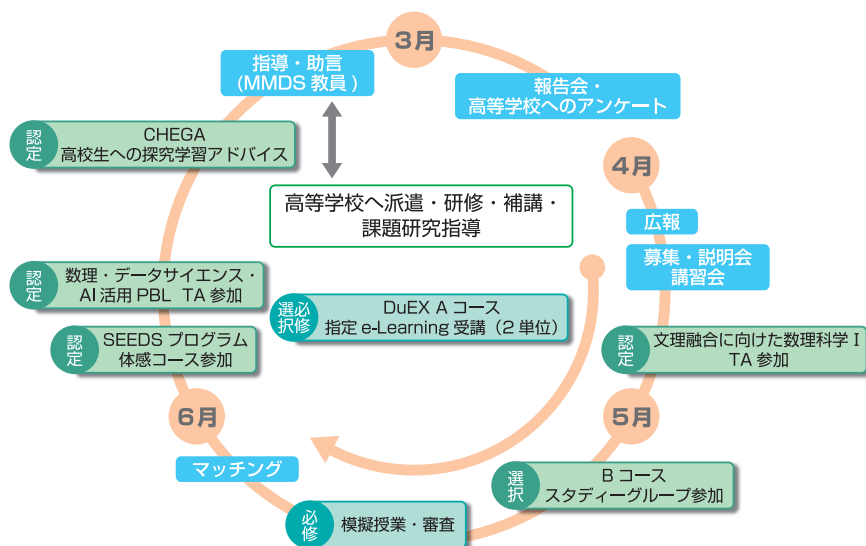 3月
指導・助言
(MMDS 教員)
報告会・
高等学校へのアンケート
認定
CHEGA
高校生への探究学習アドバイス
4月
高等学校へ派遣・研修・補講・
課題研究指導
広報
募集・説明会
講習会
認定
数理・データサイエンス・
AI 活用 PBL TA 参加
選択必修
DuEX A コース
指定 e-Learning 受講（2 単位）
認定
SEEDS プログラム
体感コース参加
認定
文理融合に向けた数理科学 I
TA 参加
6月
5月
マッチング
選択
B コース
スタディーグループ参加
必修
模擬授業・審査